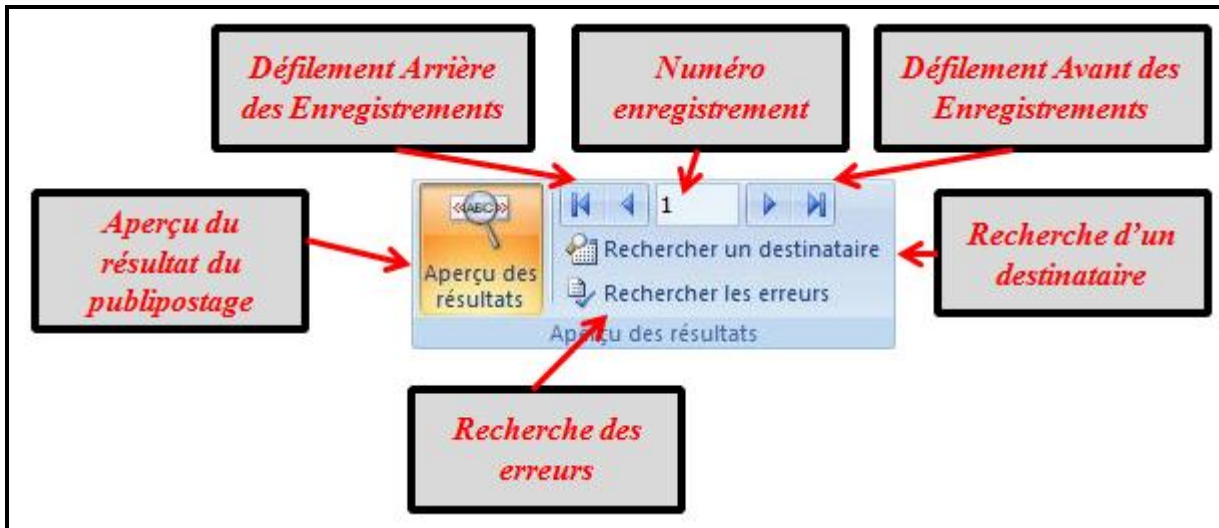 Défilement Arrière
des Enregistrements
Numéro
enregistrement
Défilement Avant des
Enregistrements
Aperçu du
résultat du
publipostage
«ABC»
Aperçu des
résultats
1
Rechercher un destinataire
Rechercher les erreurs
Aperçu des résultats
Recherche d'un
destinataire
Recherche des
erreurs